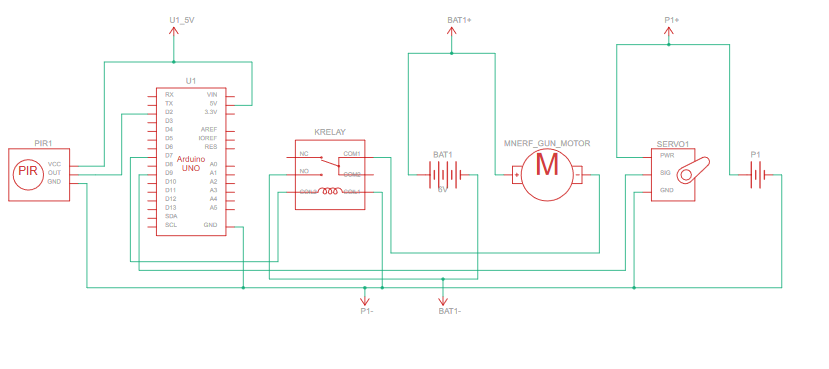 U1_5V
BAT1+
P1+
U1
RX
TX
D2
D3
D4
D5
D6
D7
D8
D9
D10
D11
D12
D13
SDA
SCL
VIN
5V
3.3V
AREF
IOREF
RES
A0
A1
A2
A3
A4
A5
GND
Arduino
UNO
PIR1
PIR
VCC
OUT
GND
KRELAY
NC
NO
COIL2
COM1
COM2
COIL1
BAT1
6V
MNERF_GUN_MOTOR
+
M
-
SERVO1
PWR
SIG
GND
P1
P1-
BAT1-